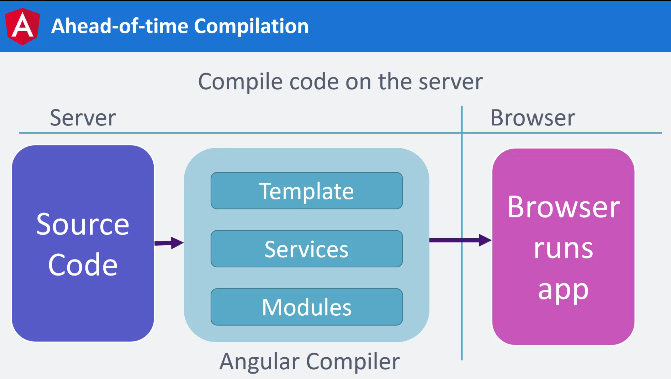 A
Ahead-of-time Compilation
Compile code on the server
Server
Browser
Source
Code
Template
Services
Modules
Angular Compiler
Browser
runs
app